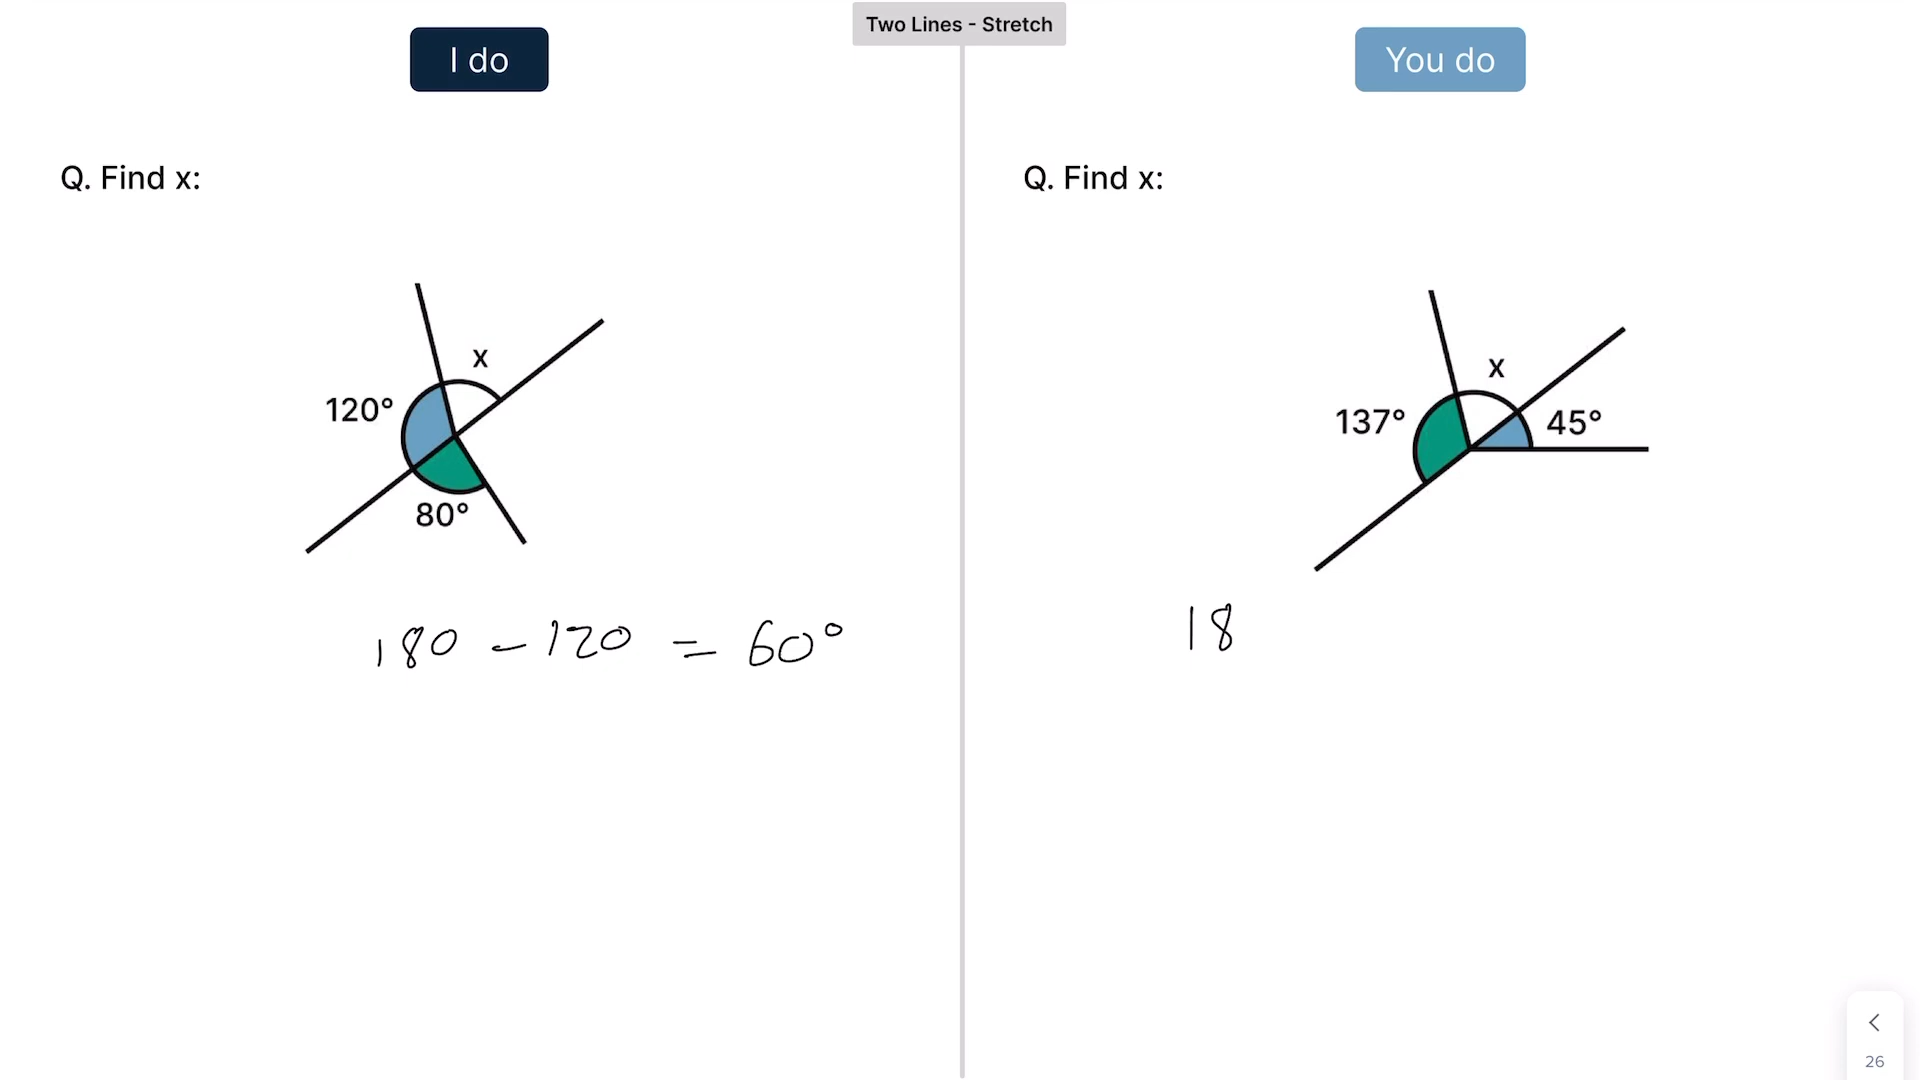 Two Lines - Stretch
I do
Q. Find x:
x
120°
80°
180 - 120 = 60°
You do
Q. Find x:
x
137°
45°
18
26